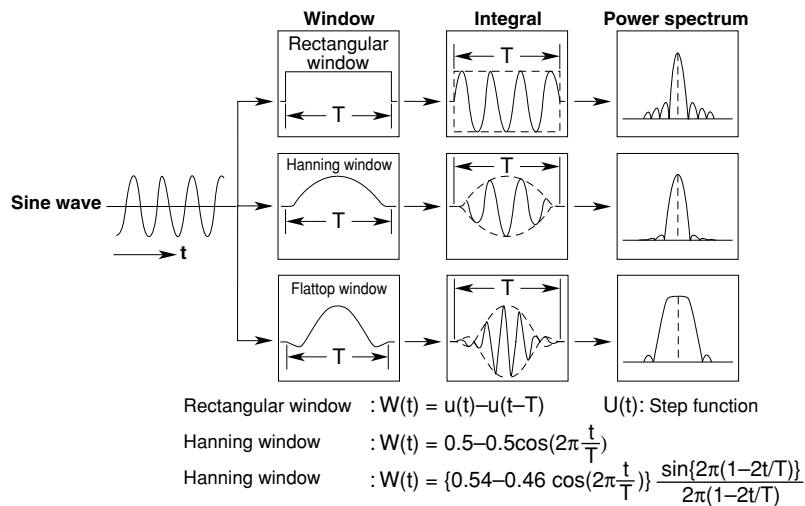 Window Integral Power spectrum
Rectangular
window
T
T
Sine wave
t
Hanning window
T
T
Flattop window
T
T
Rectangular window : W(t) = u(t)–u(t–T) U(t): Step function
Hanning window : W(t) = 0.5–0.5cos(2π t/T)
Hanning window : W(t) = {0.54–0.46 cos(2π t/T)} sin{2π(1–2t/T)} / 2π(1–2t/T)